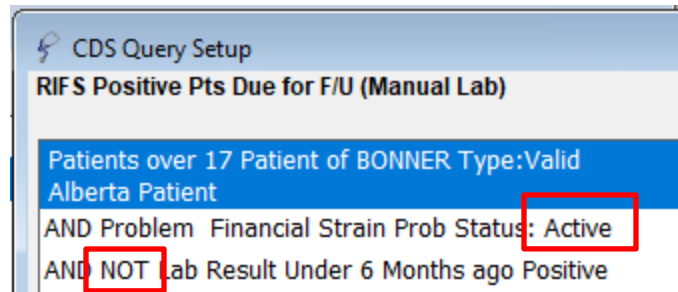 CDS Query Setup
RIFS Positive Pts Due for F/U (Manual Lab)
Patients over 17 Patient of BONNER Type:Valid
Alberta Patient
AND Problem  Financial Strain Prob Status: Active
AND NOT Lab Result Under 6 Months ago Positive